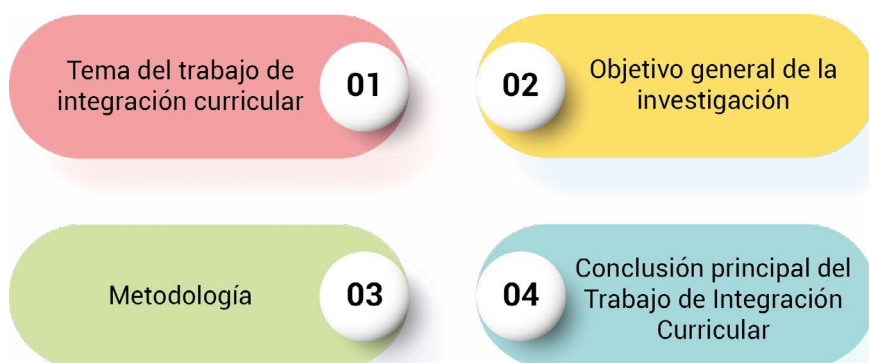 Tema del trabajo de
integración curricular
01
02
Objetivo general de la
investigación
Metodología
03
04
Conclusión principal del
Trabajo de Integración
Curricular